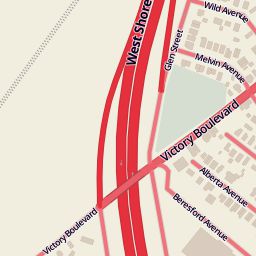 Wild Avenue
West Shore
Glen Street
Melvin Avenue
Victory Boulevard
Alberta Avenue
Beresford Avenue
Victory Boulevard